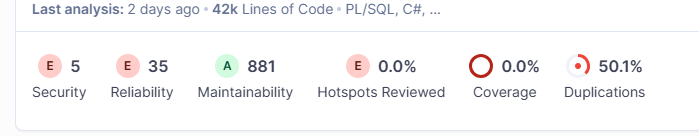 Last analysis: 2 days ago • 42k Lines of Code • PL/SQL, C#, ...
E 5 E 35 A 881 E 0.0% 0.0% 50.1%
Security Reliability Maintainability Hotspots Reviewed Coverage Duplications